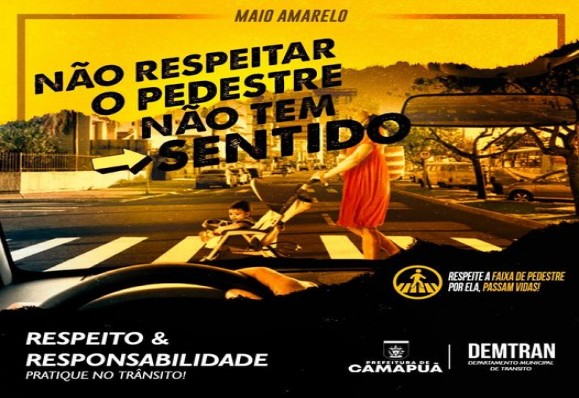 MAIO AMARELO
NÃO RESPEITAR
O PEDESTRE
NÃO TEM
SENTIDO
RESPEITE A FAIXA DE PEDESTRE
POR ELA, PASSAM VIDAS!
RESPEITO &
RESPONSABILIDADE
PRATIQUE NO TRÂNSITO!
PREFEITURA DE
CAMAPUÃ
DEMTRAN
DEPARTAMENTO MUNICIPAL
DE TRANSITO